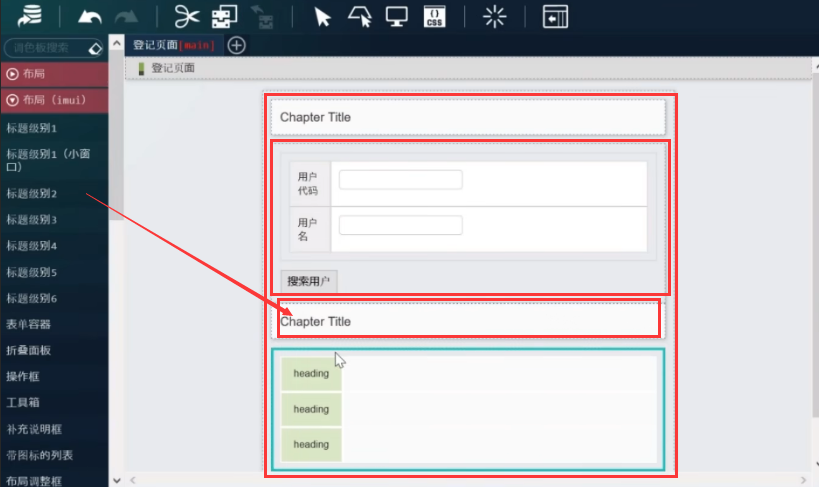 {} CSS
调色板搜索
登记页面[main]
登记页面
布局
布局（imui）
标题级别1
标题级别1（小窗
口）
标题级别2
标题级别3
标题级别4
标题级别5
标题级别6
表单容器
折叠面板
操作框
工具箱
补充说明框
带图标的列表
布局调整框
Chapter Title
用户
代码
用户
名
搜索用户
Chapter Title
heading
heading
heading